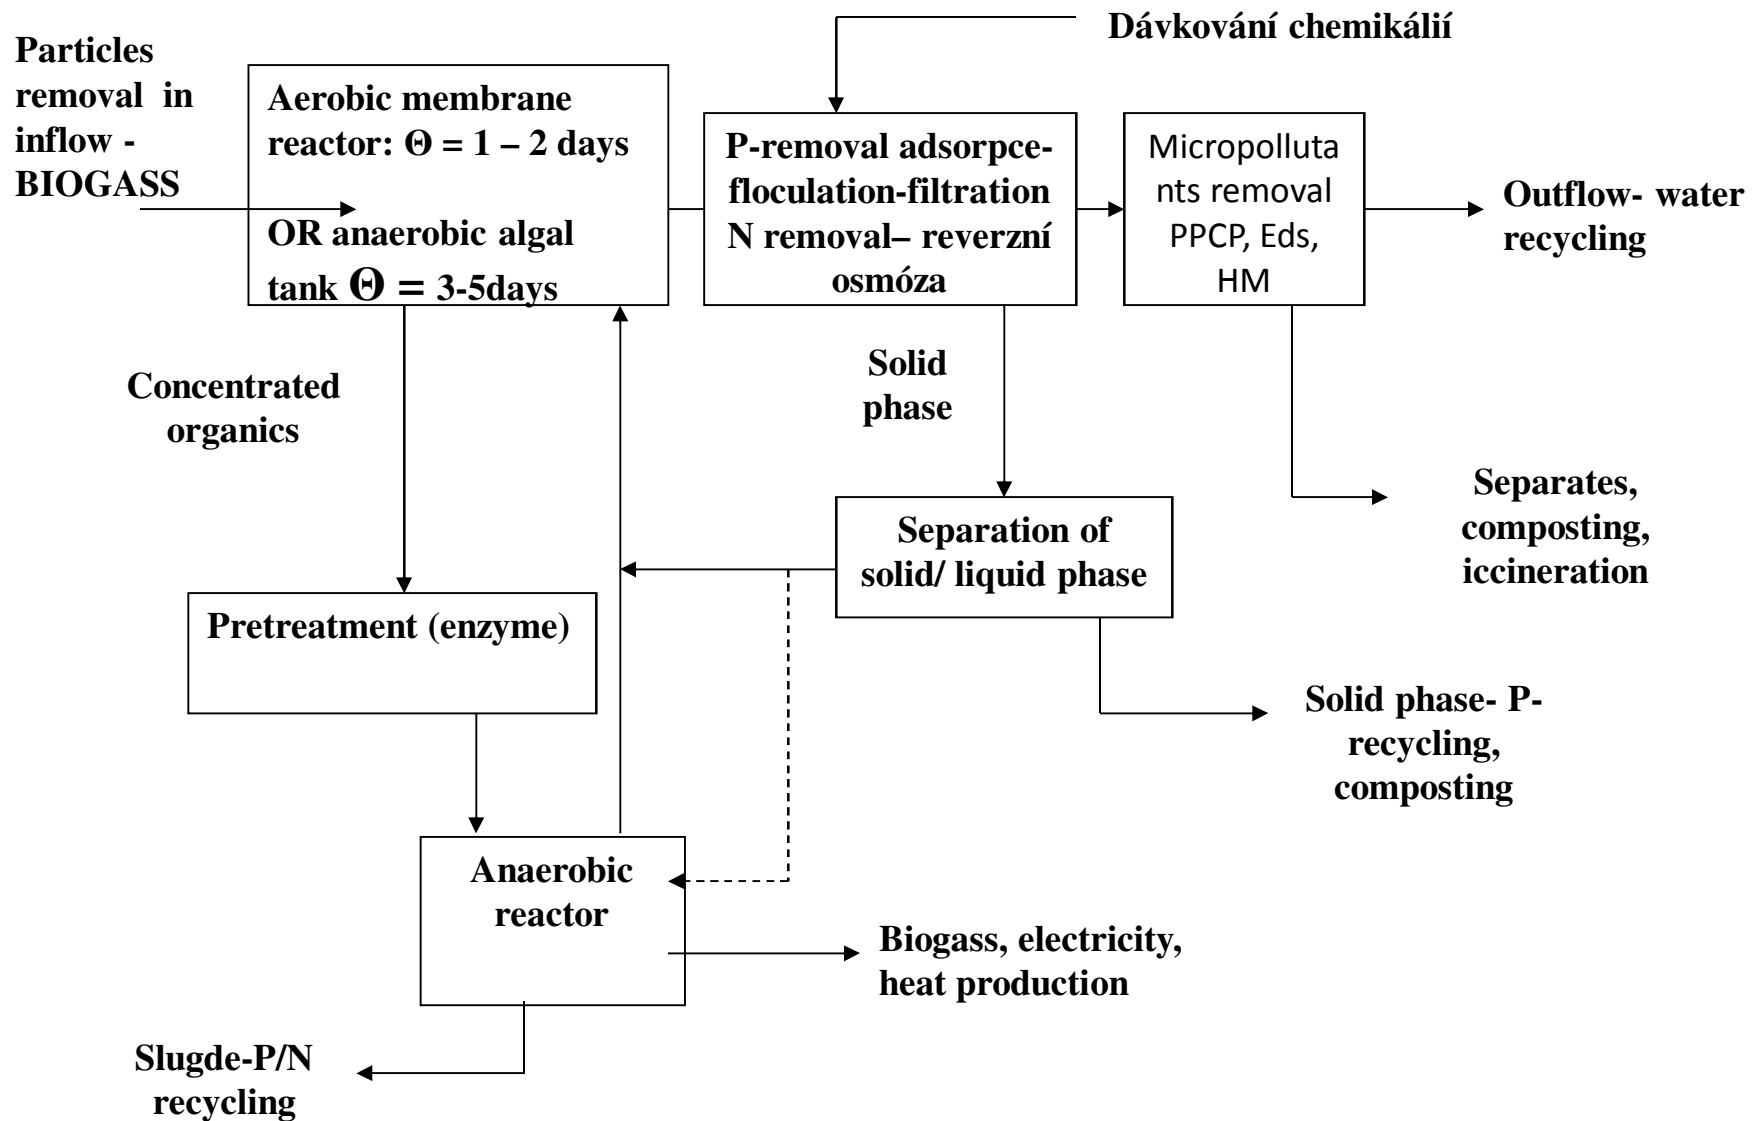 Particles
removal in
inflow -
BIOGASS
Aerobic membrane
reactor: Θ = 1 – 2 days
OR anaerobic algal
tank Θ = 3-5days
Dávkování chemikálií
P-removal adsorpce-
floculation-filtration
N removal– reverzní
osmóza
Micropolluta
nts removal
PPCP, Eds,
HM
Outflow- water
recycling
Concentrated
organics
Solid
phase
Separation of
solid/ liquid phase
Separates,
composting,
iccineration
Pretreatment (enzyme)
Solid phase- P-
recycling,
composting
Anaerobic
reactor
Biogass, electricity,
heat production
Slugde-P/N
recycling